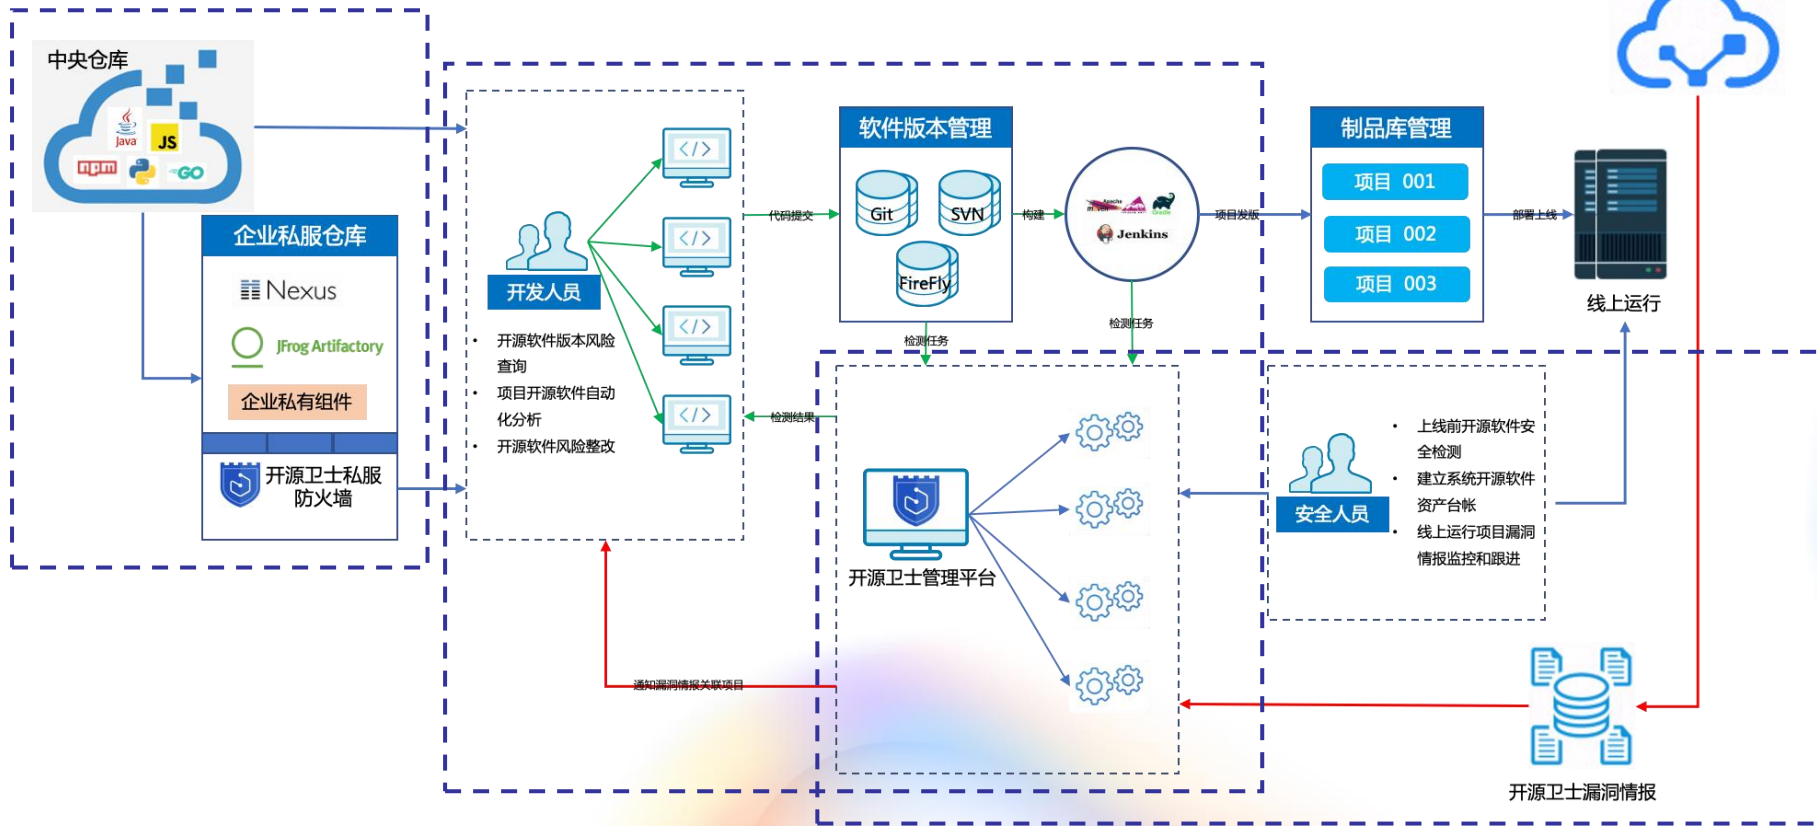 中央仓库
Java
JS
npm
GO
企业私服仓库
Nexus
JFrog Artifactory
企业私有组件
开源卫士私服
防火墙
开发人员
• 开源软件版本风险
查询
• 项目开源软件自动
化分析
• 开源软件风险整改
</>
</>
</>
</>
代码提交
软件版本管理
Git
SVN
FireFly
构建
Apache
Gradle
Jenkins
项目发版
制品库管理
项目 001
项目 002
项目 003
部署上线
线上运行
检测任务
检测任务
检测结果
开源卫士管理平台
安全人员
• 上线前开源软件安
全检测
• 建立系统开源软件
资产台帐
• 线上运行项目漏洞
情报监控和跟进
通知漏洞情报关联项目
开源卫士漏洞情报